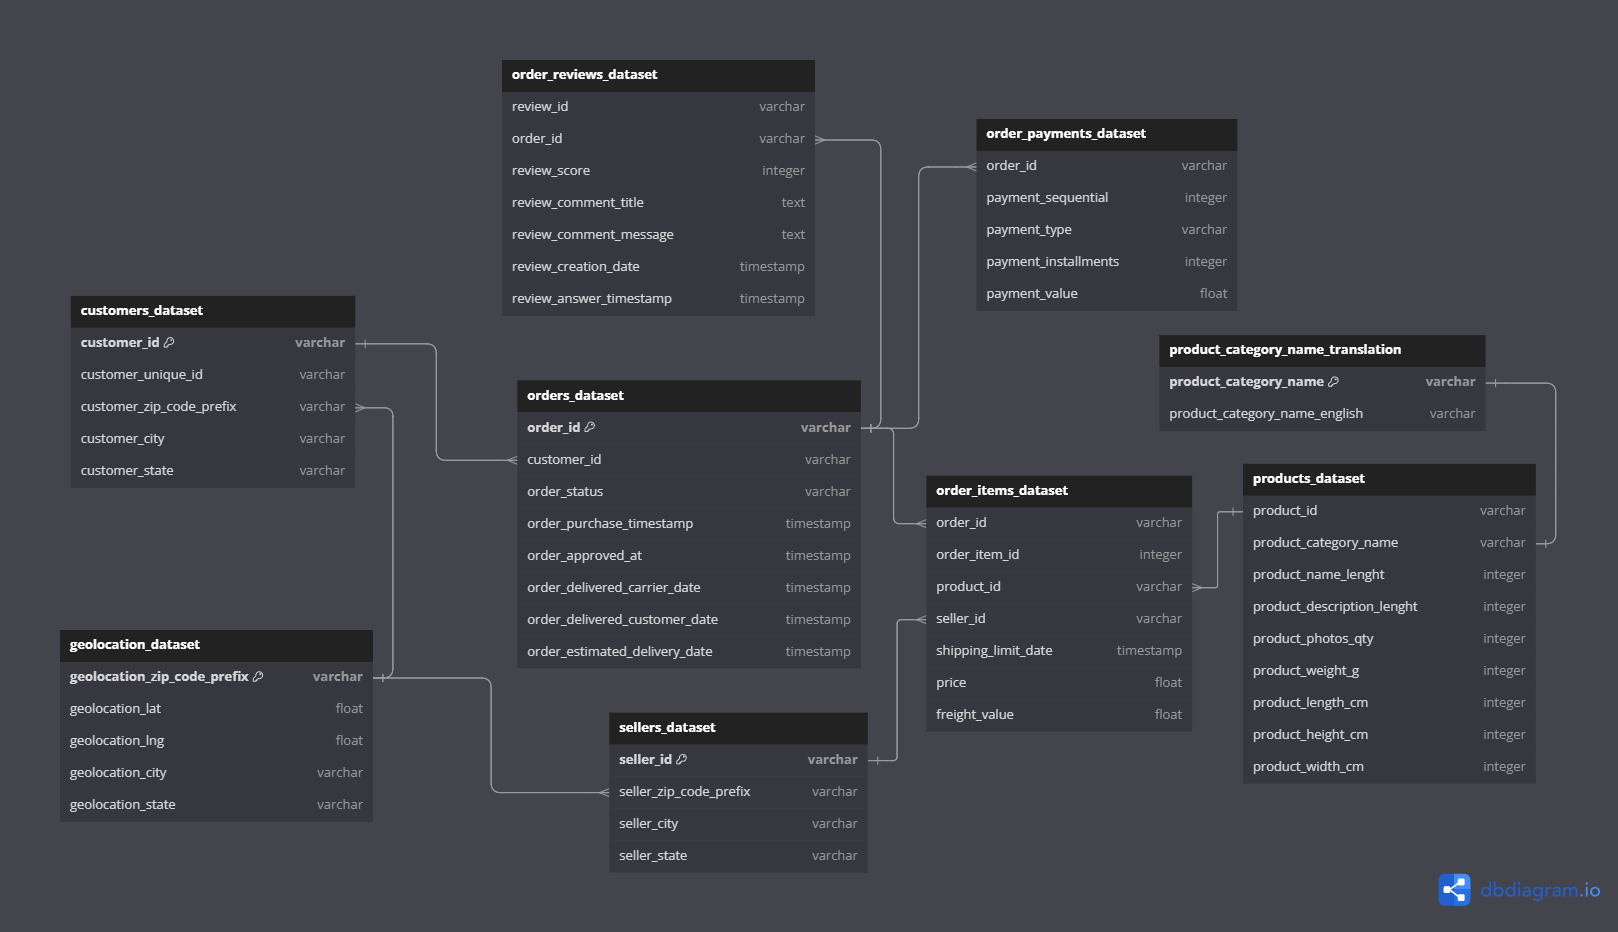 order_reviews_dataset
review_id varchar
order_id varchar
review_score integer
review_comment_title text
review_comment_message text
review_creation_date timestamp
review_answer_timestamp timestamp
order_payments_dataset
order_id varchar
payment_sequential integer
payment_type varchar
payment_installments integer
payment_value float
customers_dataset
customer_id varchar
customer_unique_id varchar
customer_zip_code_prefix varchar
customer_city varchar
customer_state varchar
product_category_name_translation
product_category_name varchar
product_category_name_english varchar
orders_dataset
order_id varchar
customer_id varchar
order_status varchar
order_purchase_timestamp timestamp
order_approved_at timestamp
order_delivered_carrier_date timestamp
order_delivered_customer_date timestamp
order_estimated_delivery_date timestamp
order_items_dataset
order_id varchar
order_item_id integer
product_id varchar
seller_id varchar
shipping_limit_date timestamp
price float
freight_value float
products_dataset
product_id varchar
product_category_name varchar
product_name_lenght integer
product_description_lenght integer
product_photos_qty integer
product_weight_g integer
product_length_cm integer
product_height_cm integer
product_width_cm integer
geolocation_dataset
geolocation_zip_code_prefix varchar
geolocation_lat float
geolocation_lng float
geolocation_city varchar
geolocation_state varchar
sellers_dataset
seller_id varchar
seller_zip_code_prefix varchar
seller_city varchar
seller_state varchar
dbdiagram.io